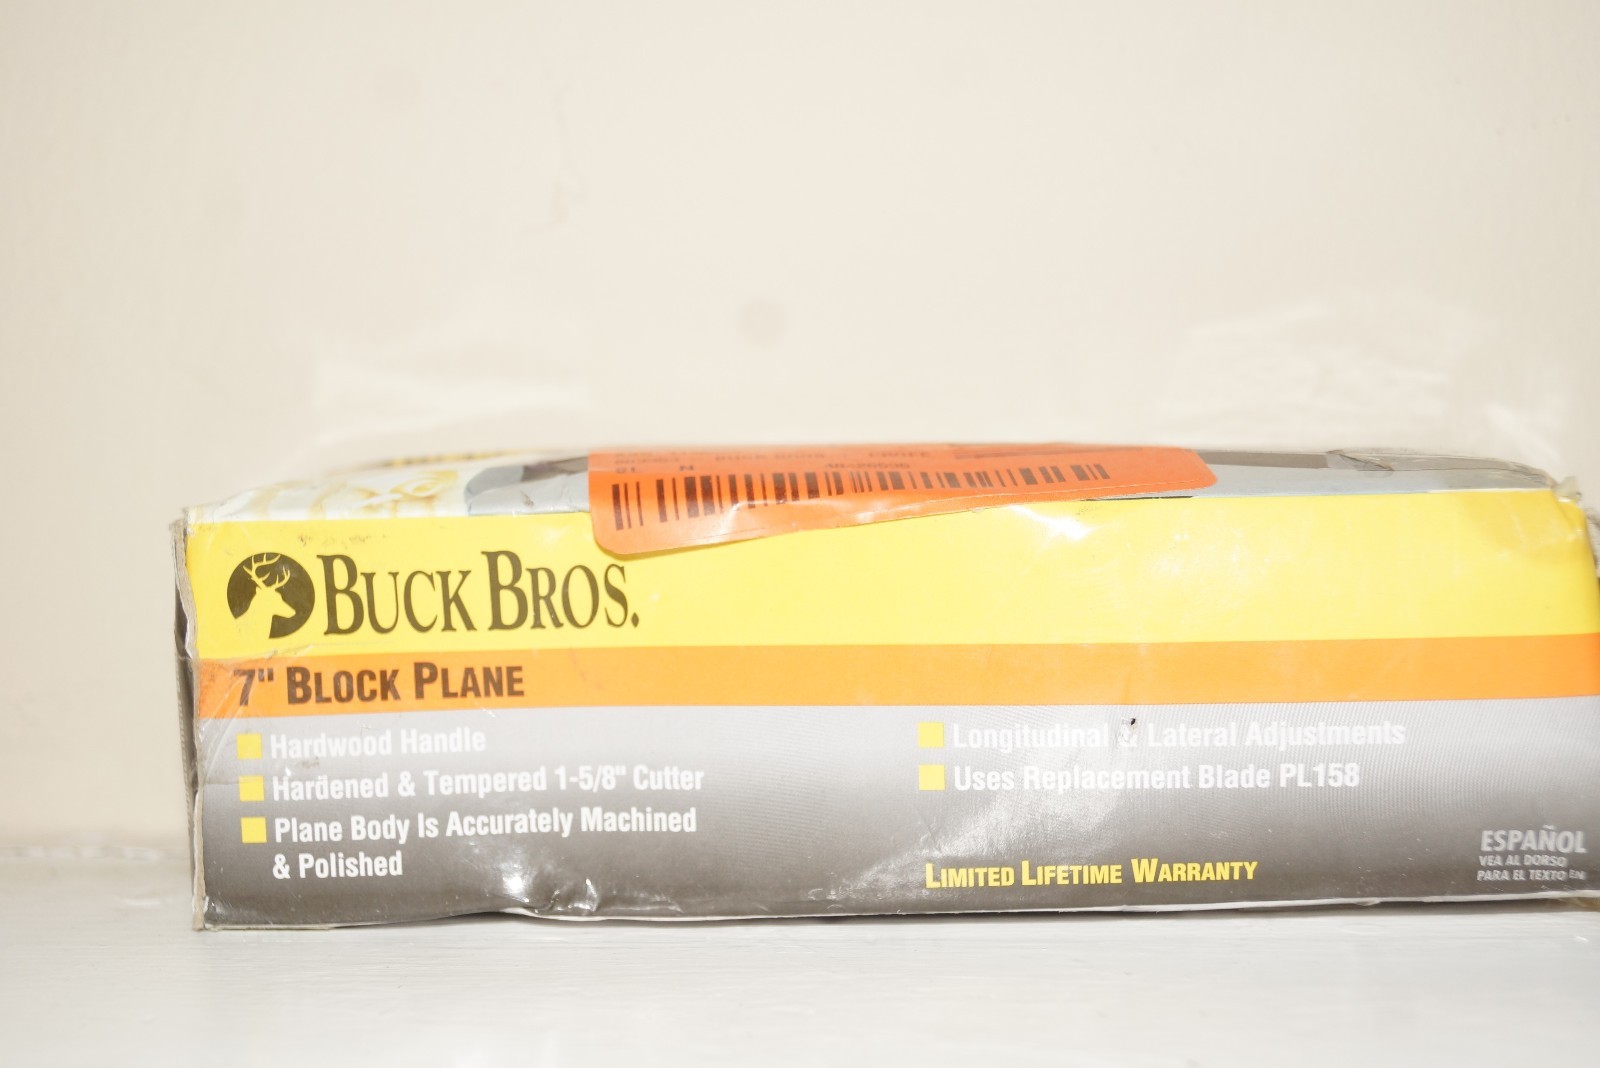 BUCK BROS.
7" BLOCK PLANE
Hardwood Handle
Hardened & Tempered 1-5/8" Cutter
Plane Body Is Accurately Machined
& Polished
Longitudinal & Lateral Adjustments
Uses Replacement Blade PL158
LIMITED LIFETIME WARRANTY
ESPAÑOL
VEA AL DORSO
PARA EL TEXTO EN